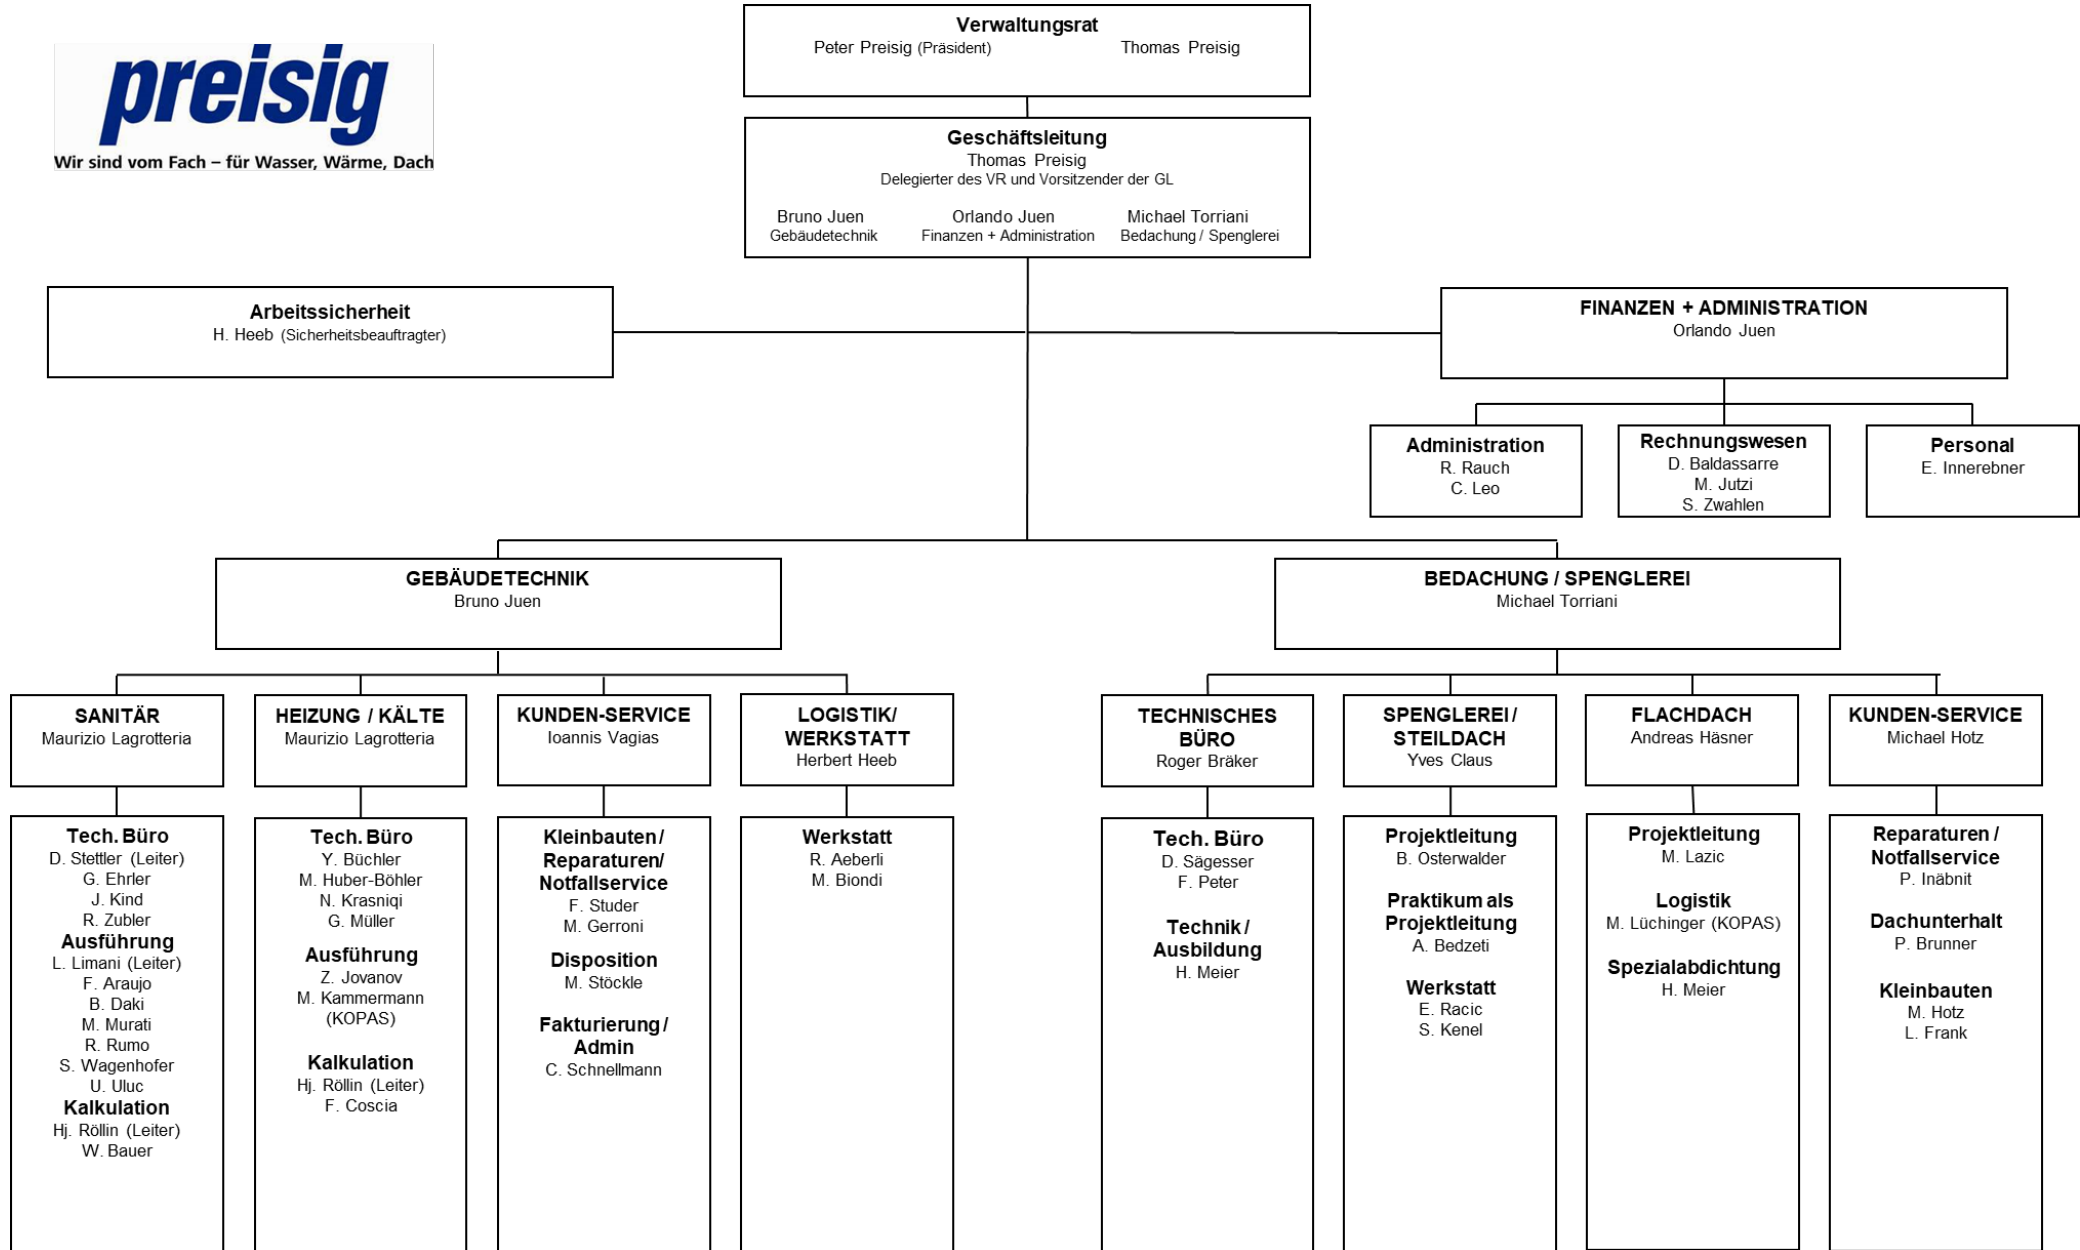 preisig
Wir sind vom Fach – für Wasser, Wärme, Dach
Verwaltungsrat
Peter Preisig (Präsident) Thomas Preisig
Geschäftsleitung
Thomas Preisig
Delegierter des VR und Vorsitzender der GL
Bruno Juen Orlando Juen Michael Torriani
Gebäudetechnik Finanzen + Administration Bedachung / Spenglerei
Arbeitssicherheit
H. Heeb (Sicherheitsbeauftragter)
FINANZEN + ADMINISTRATION
Orlando Juen
Administration
R. Rauch
C. Leo
Rechnungswesen
D. Baldassarre
M. Jutzi
S. Zwahlen
Personal
E. Innerebner
GEBÄUDETECHNIK
Bruno Juen
BEDACHUNG / SPENGLEREI
Michael Torriani
SANITÄR
Maurizio Lagrotteria
HEIZUNG / KÄLTE
Maurizio Lagrotteria
KUNDEN-SERVICE
Ioannis Vagias
LOGISTIK/
WERKSTATT
Herbert Heeb
TECHNISCHES
BÜRO
Roger Bräker
SPENGLEREI /
STEILDACH
Yves Claus
FLACHDACH
Andreas Häsner
KUNDEN-SERVICE
Michael Hotz
Tech. Büro
D. Stettler (Leiter)
G. Ehrler
J. Kind
R. Zubler
Ausführung
L. Limani (Leiter)
F. Araujo
B. Daki
M. Murati
R. Rumo
S. Wagenhofer
U. Uluc
Kalkulation
Hj. Röllin (Leiter)
W. Bauer
Tech. Büro
Y. Büchler
M. Huber-Böhler
N. Krasniqi
G. Müller
Ausführung
Z. Jovanov
M. Kammermann
(KOPAS)
Kalkulation
Hj. Röllin (Leiter)
F. Coscia
Kleinbauten /
Reparaturen/
Notfallservice
F. Studer
M. Gerroni
Disposition
M. Stöckle
Fakturierung /
Admin
C. Schnellmann
Werkstatt
R. Aeberli
M. Biondi
Tech. Büro
D. Sägesser
F. Peter
Technik /
Ausbildung
H. Meier
Projektleitung
B. Osterwalder
Praktikum als
Projektleitung
A. Bedzeti
Werkstatt
E. Racic
S. Kenel
Projektleitung
M. Lazic
Logistik
M. Lüchinger (KOPAS)
Spezialabdichtung
H. Meier
Reparaturen /
Notfallservice
P. Inäbnit
Dachunterhalt
P. Brunner
Kleinbauten
M. Hotz
L. Frank